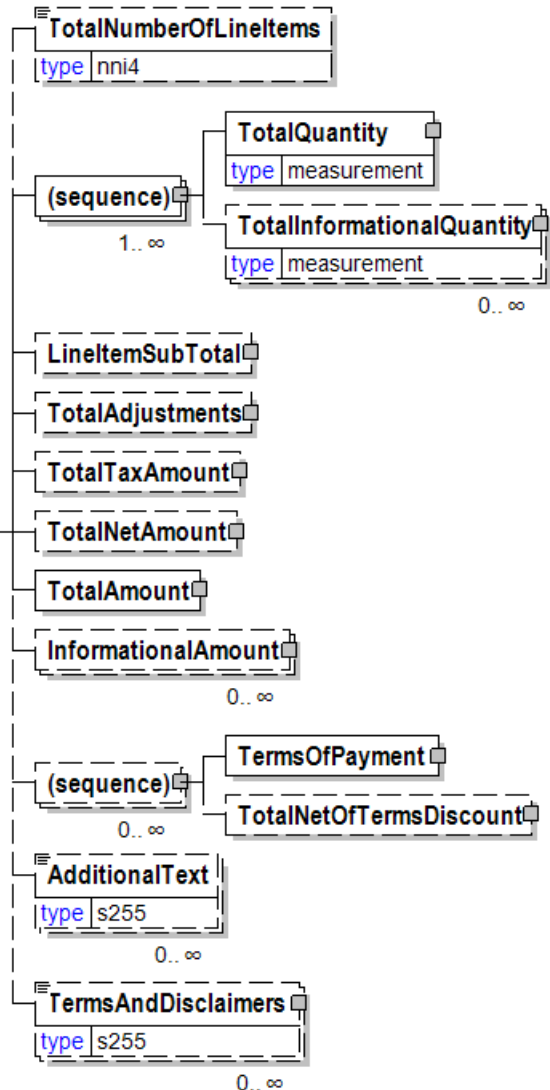 TotalNumberOfLineItems
type nni4
TotalQuantity
type measurement
(sequence)
1.. ∞
TotalInformationalQuantity
type measurement
0.. ∞
LineItemSubTotal
TotalAdjustments
TotalTaxAmount
TotalNetAmount
TotalAmount
InformationalAmount
0.. ∞
TermsOfPayment
(sequence)
0.. ∞
TotalNetOfTermsDiscount
AdditionalText
type s255
0.. ∞
TermsAndDisclaimers
type s255
0.. ∞